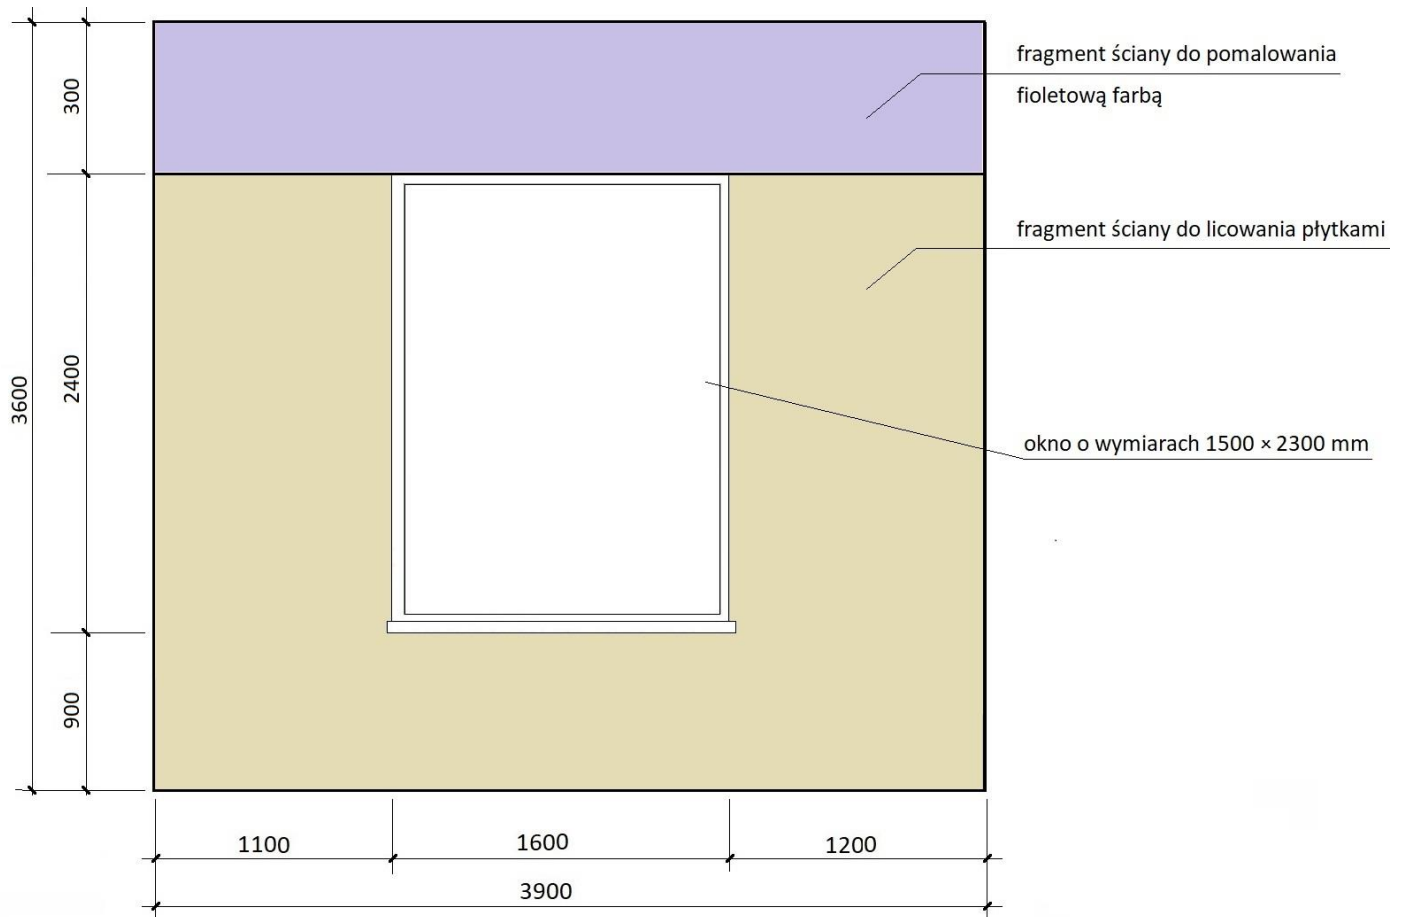 fragment ściany do pomalowania
fioletową farbą
300
fragment ściany do licowania płytkami
2400
3600
okno o wymiarach 1500 × 2300 mm
900
1100
1600
1200
3900